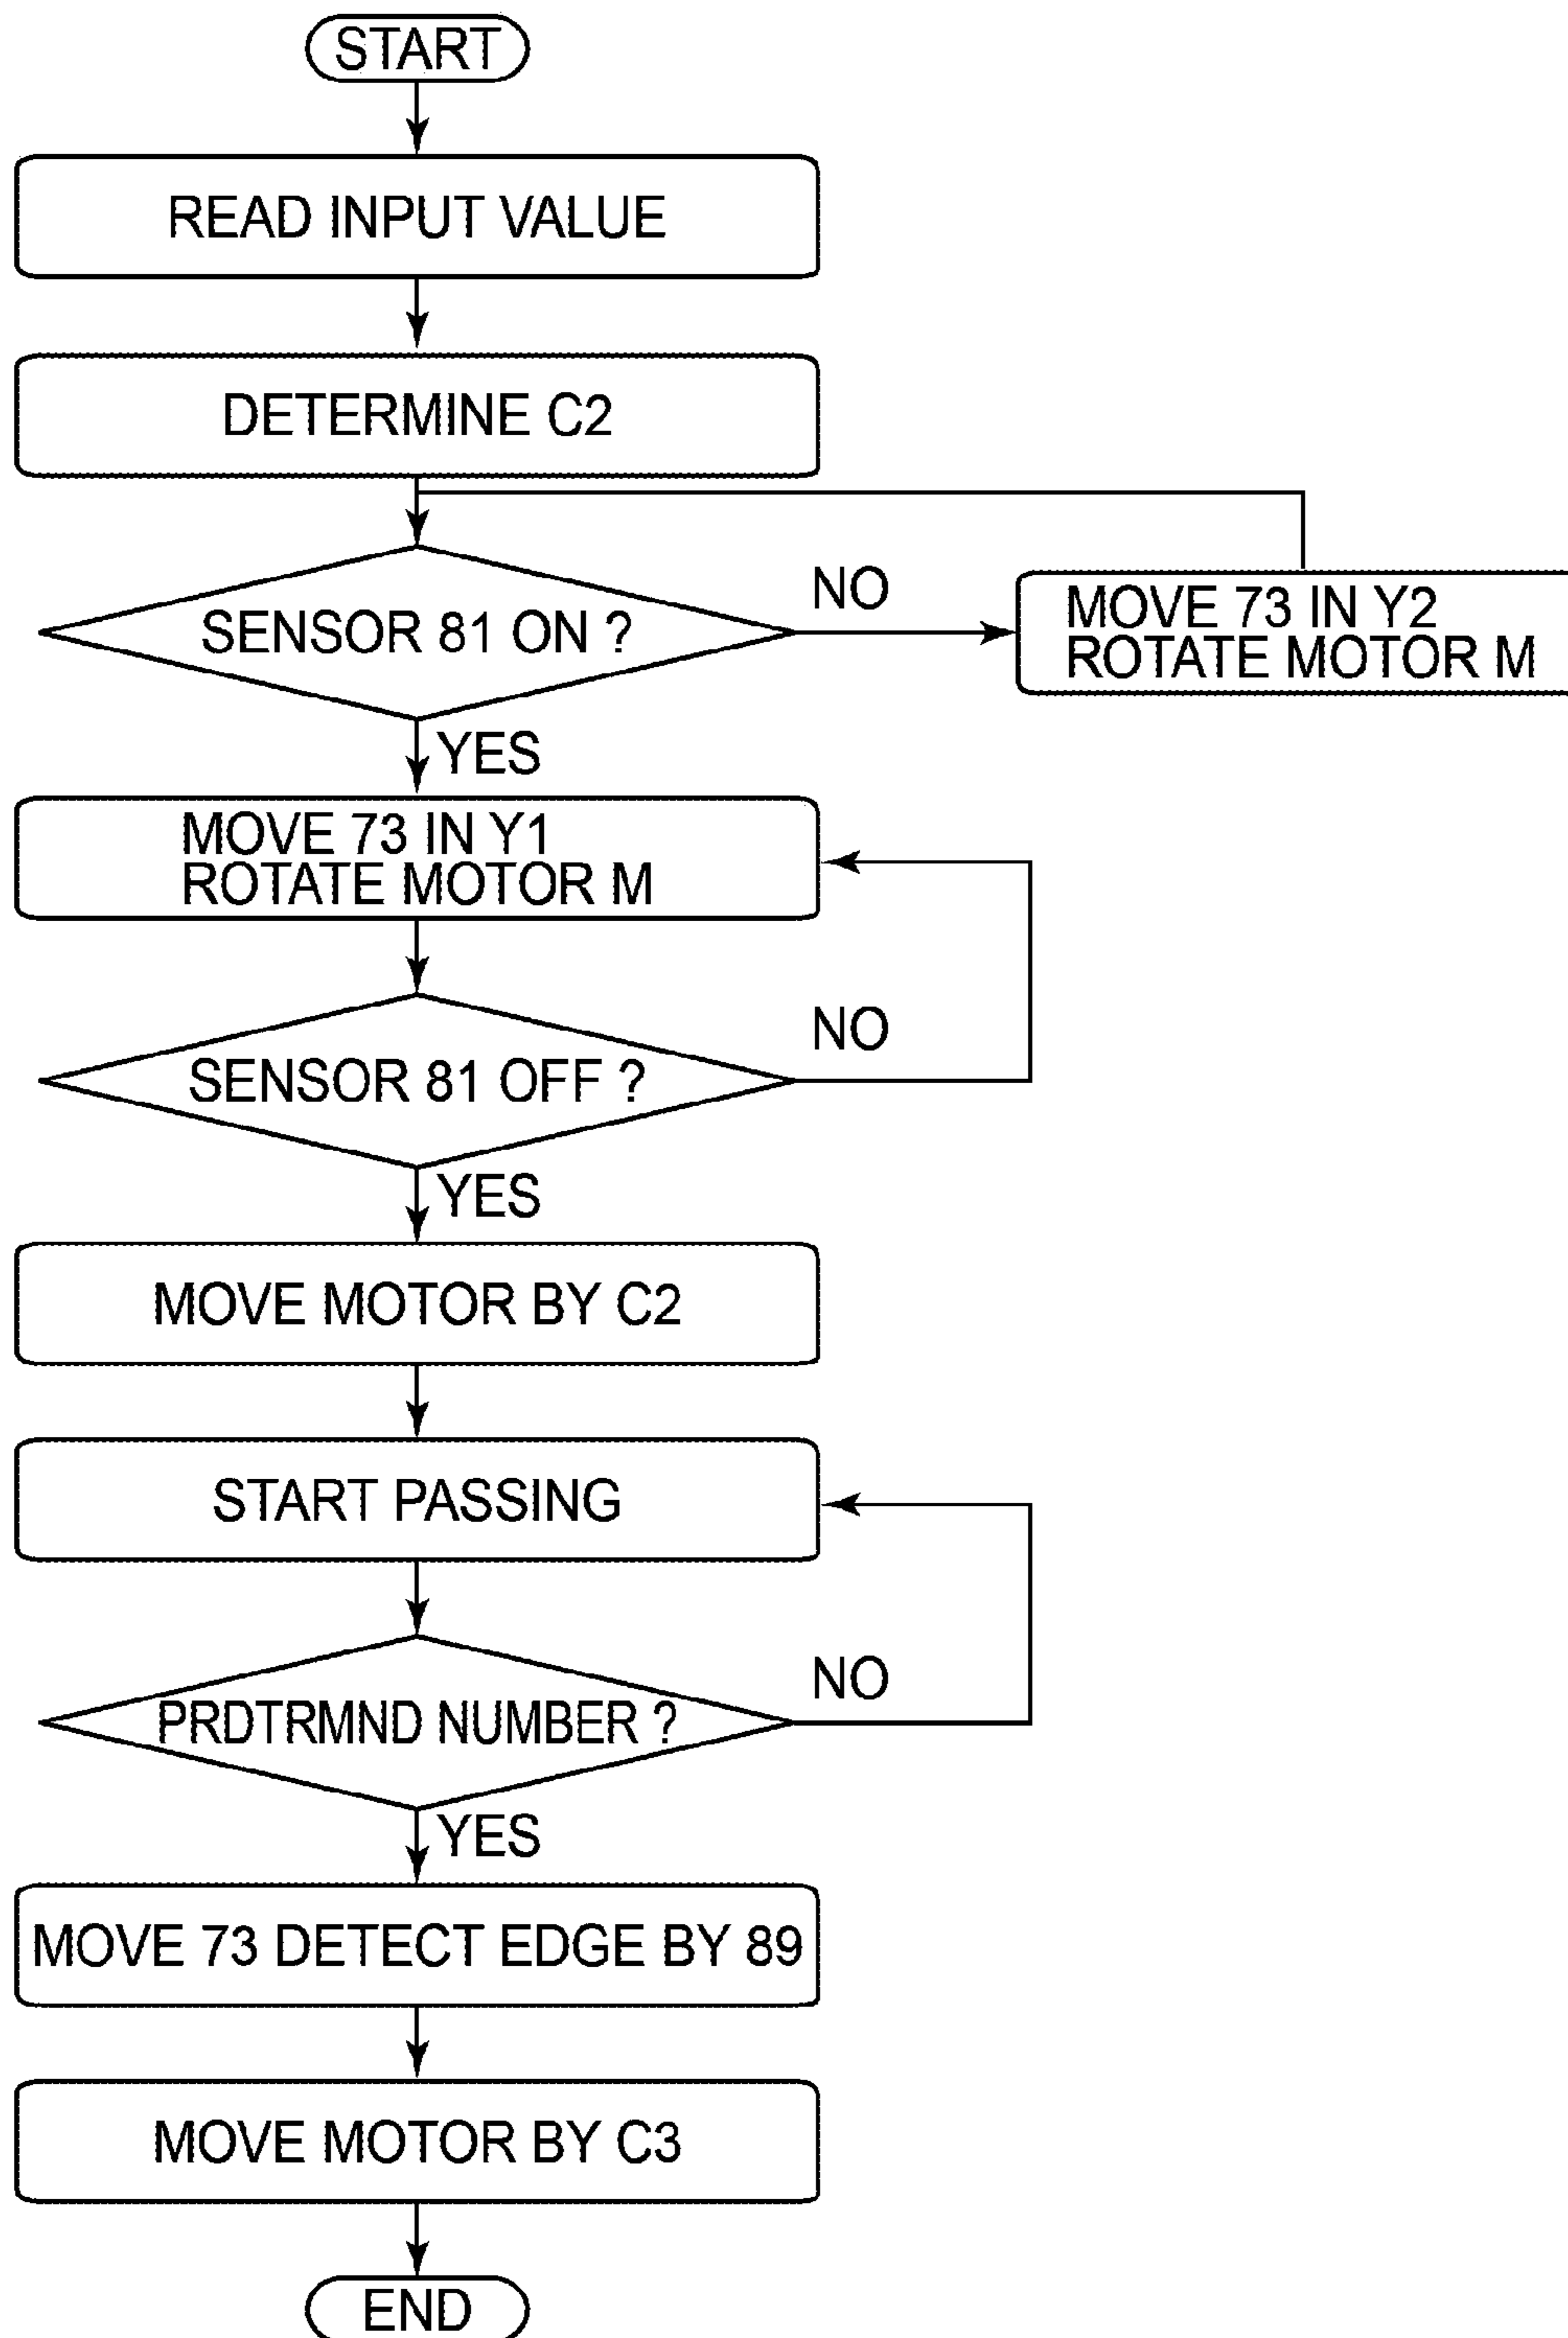 START
READ INPUT VALUE
DETERMINE C2
SENSOR 81 ON ?
NO
MOVE 73 IN Y2
ROTATE MOTOR M
YES
MOVE 73 IN Y1
ROTATE MOTOR M
NO
SENSOR 81 OFF ?
YES
MOVE MOTOR BY C2
START PASSING
NO
PRDTRMND NUMBER ?
YES
MOVE 73 DETECT EDGE BY 89
MOVE MOTOR BY C3
END